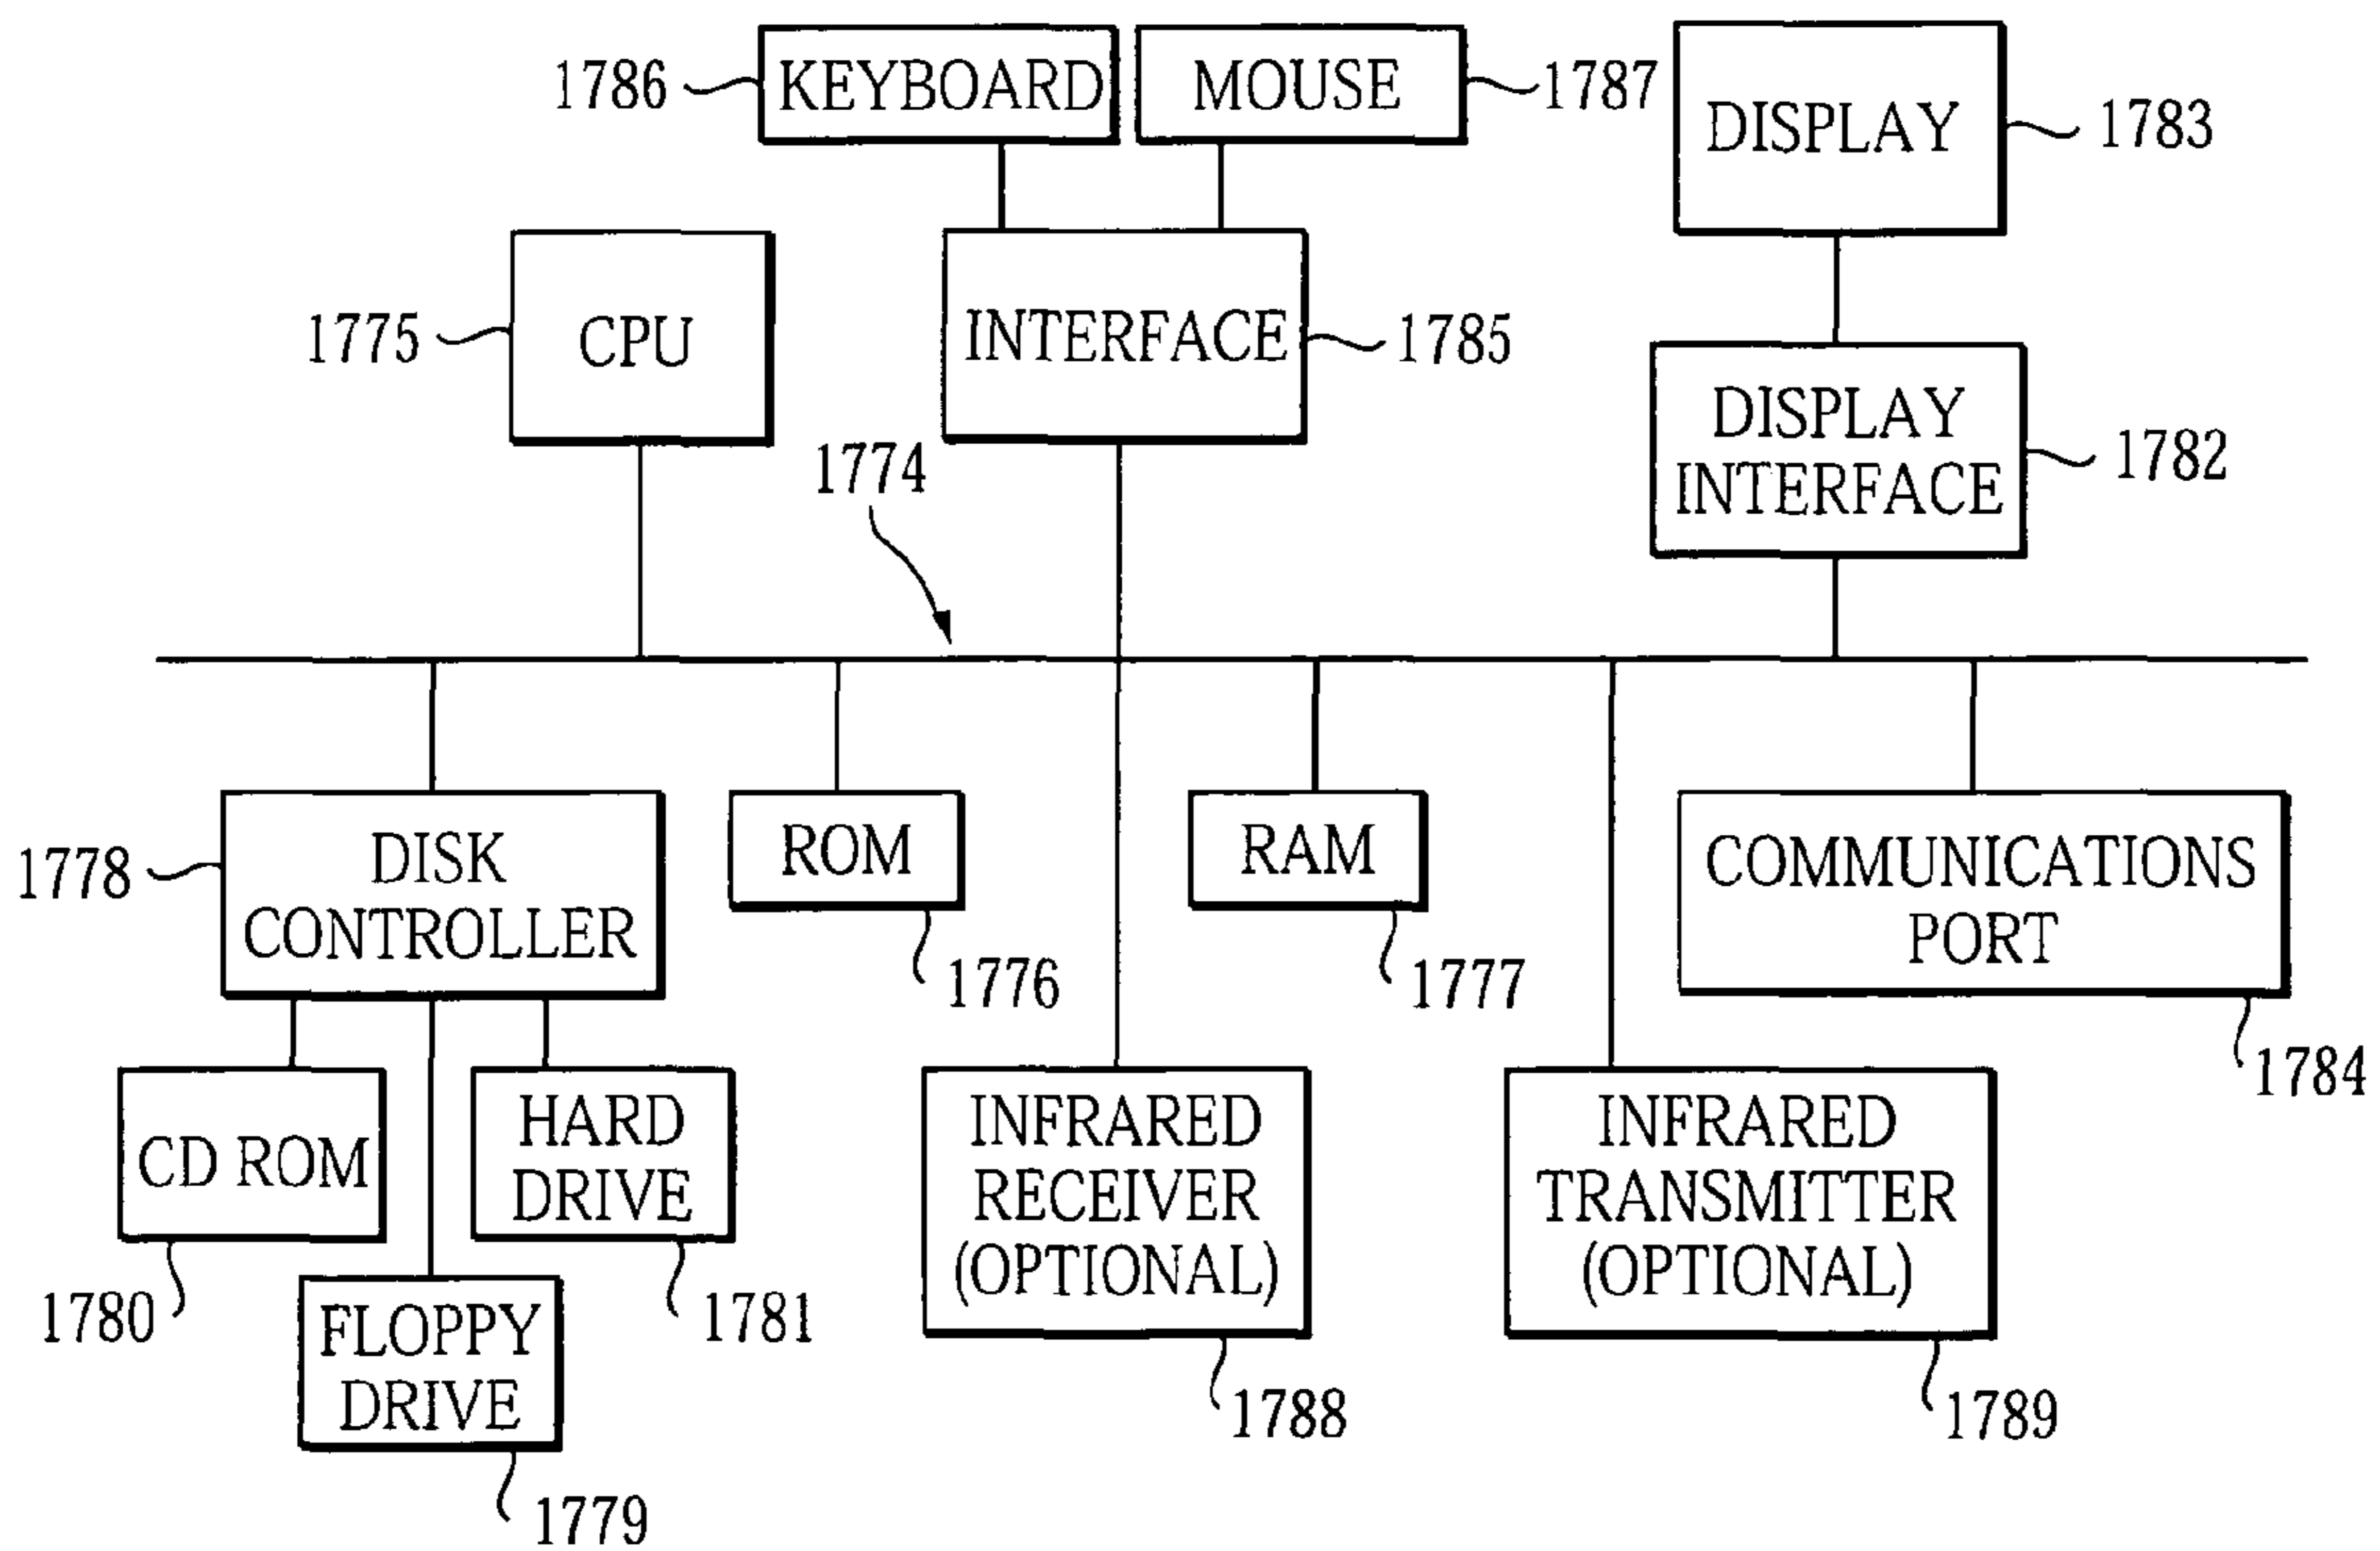 1786
KEYBOARD
MOUSE
1787
DISPLAY
1783
1775
CPU
INTERFACE
1785
DISPLAY
INTERFACE
1782
1774
1778
DISK
CONTROLLER
ROM
1776
RAM
1777
COMMUNICATIONS
PORT
1784
CD ROM
1780
HARD
DRIVE
1781
FLOPPY
DRIVE
1779
INFRARED
RECEIVER
(OPTIONAL)
1788
INFRARED
TRANSMITTER
(OPTIONAL)
1789